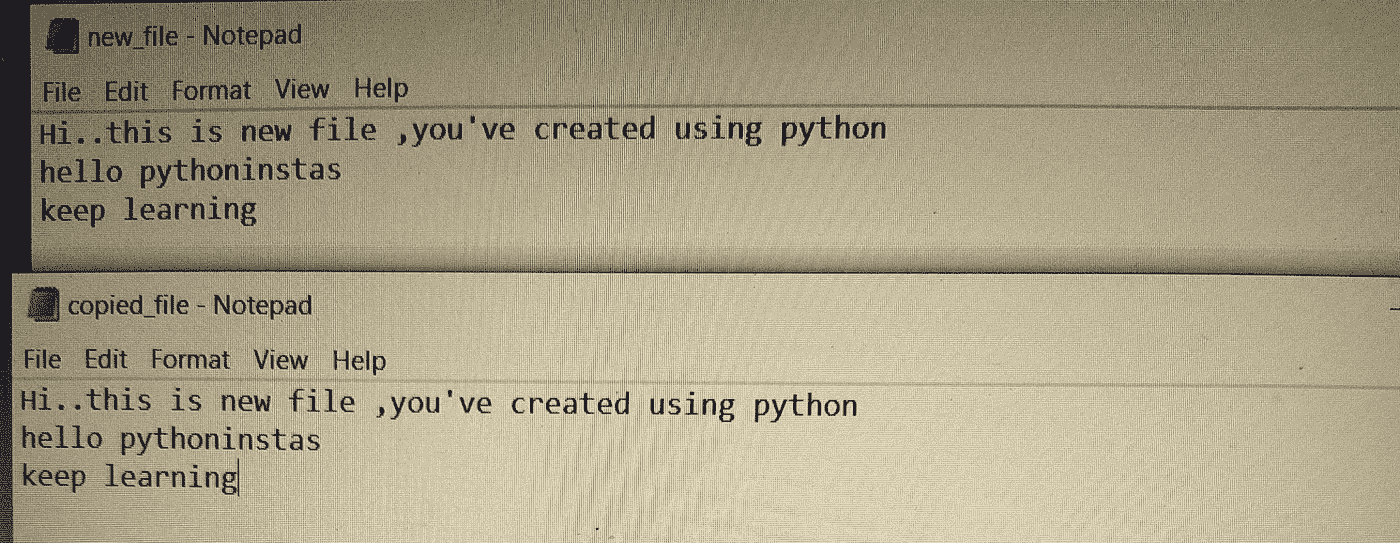 new_file - Notepad
File Edit Format View Help
Hi..this is new file ,you've created using python
hello pythoninstas
keep learning
copied_file - Notepad
File Edit Format View Help
Hi..this is new file ,you've created using python
hello pythoninstas
keep learning